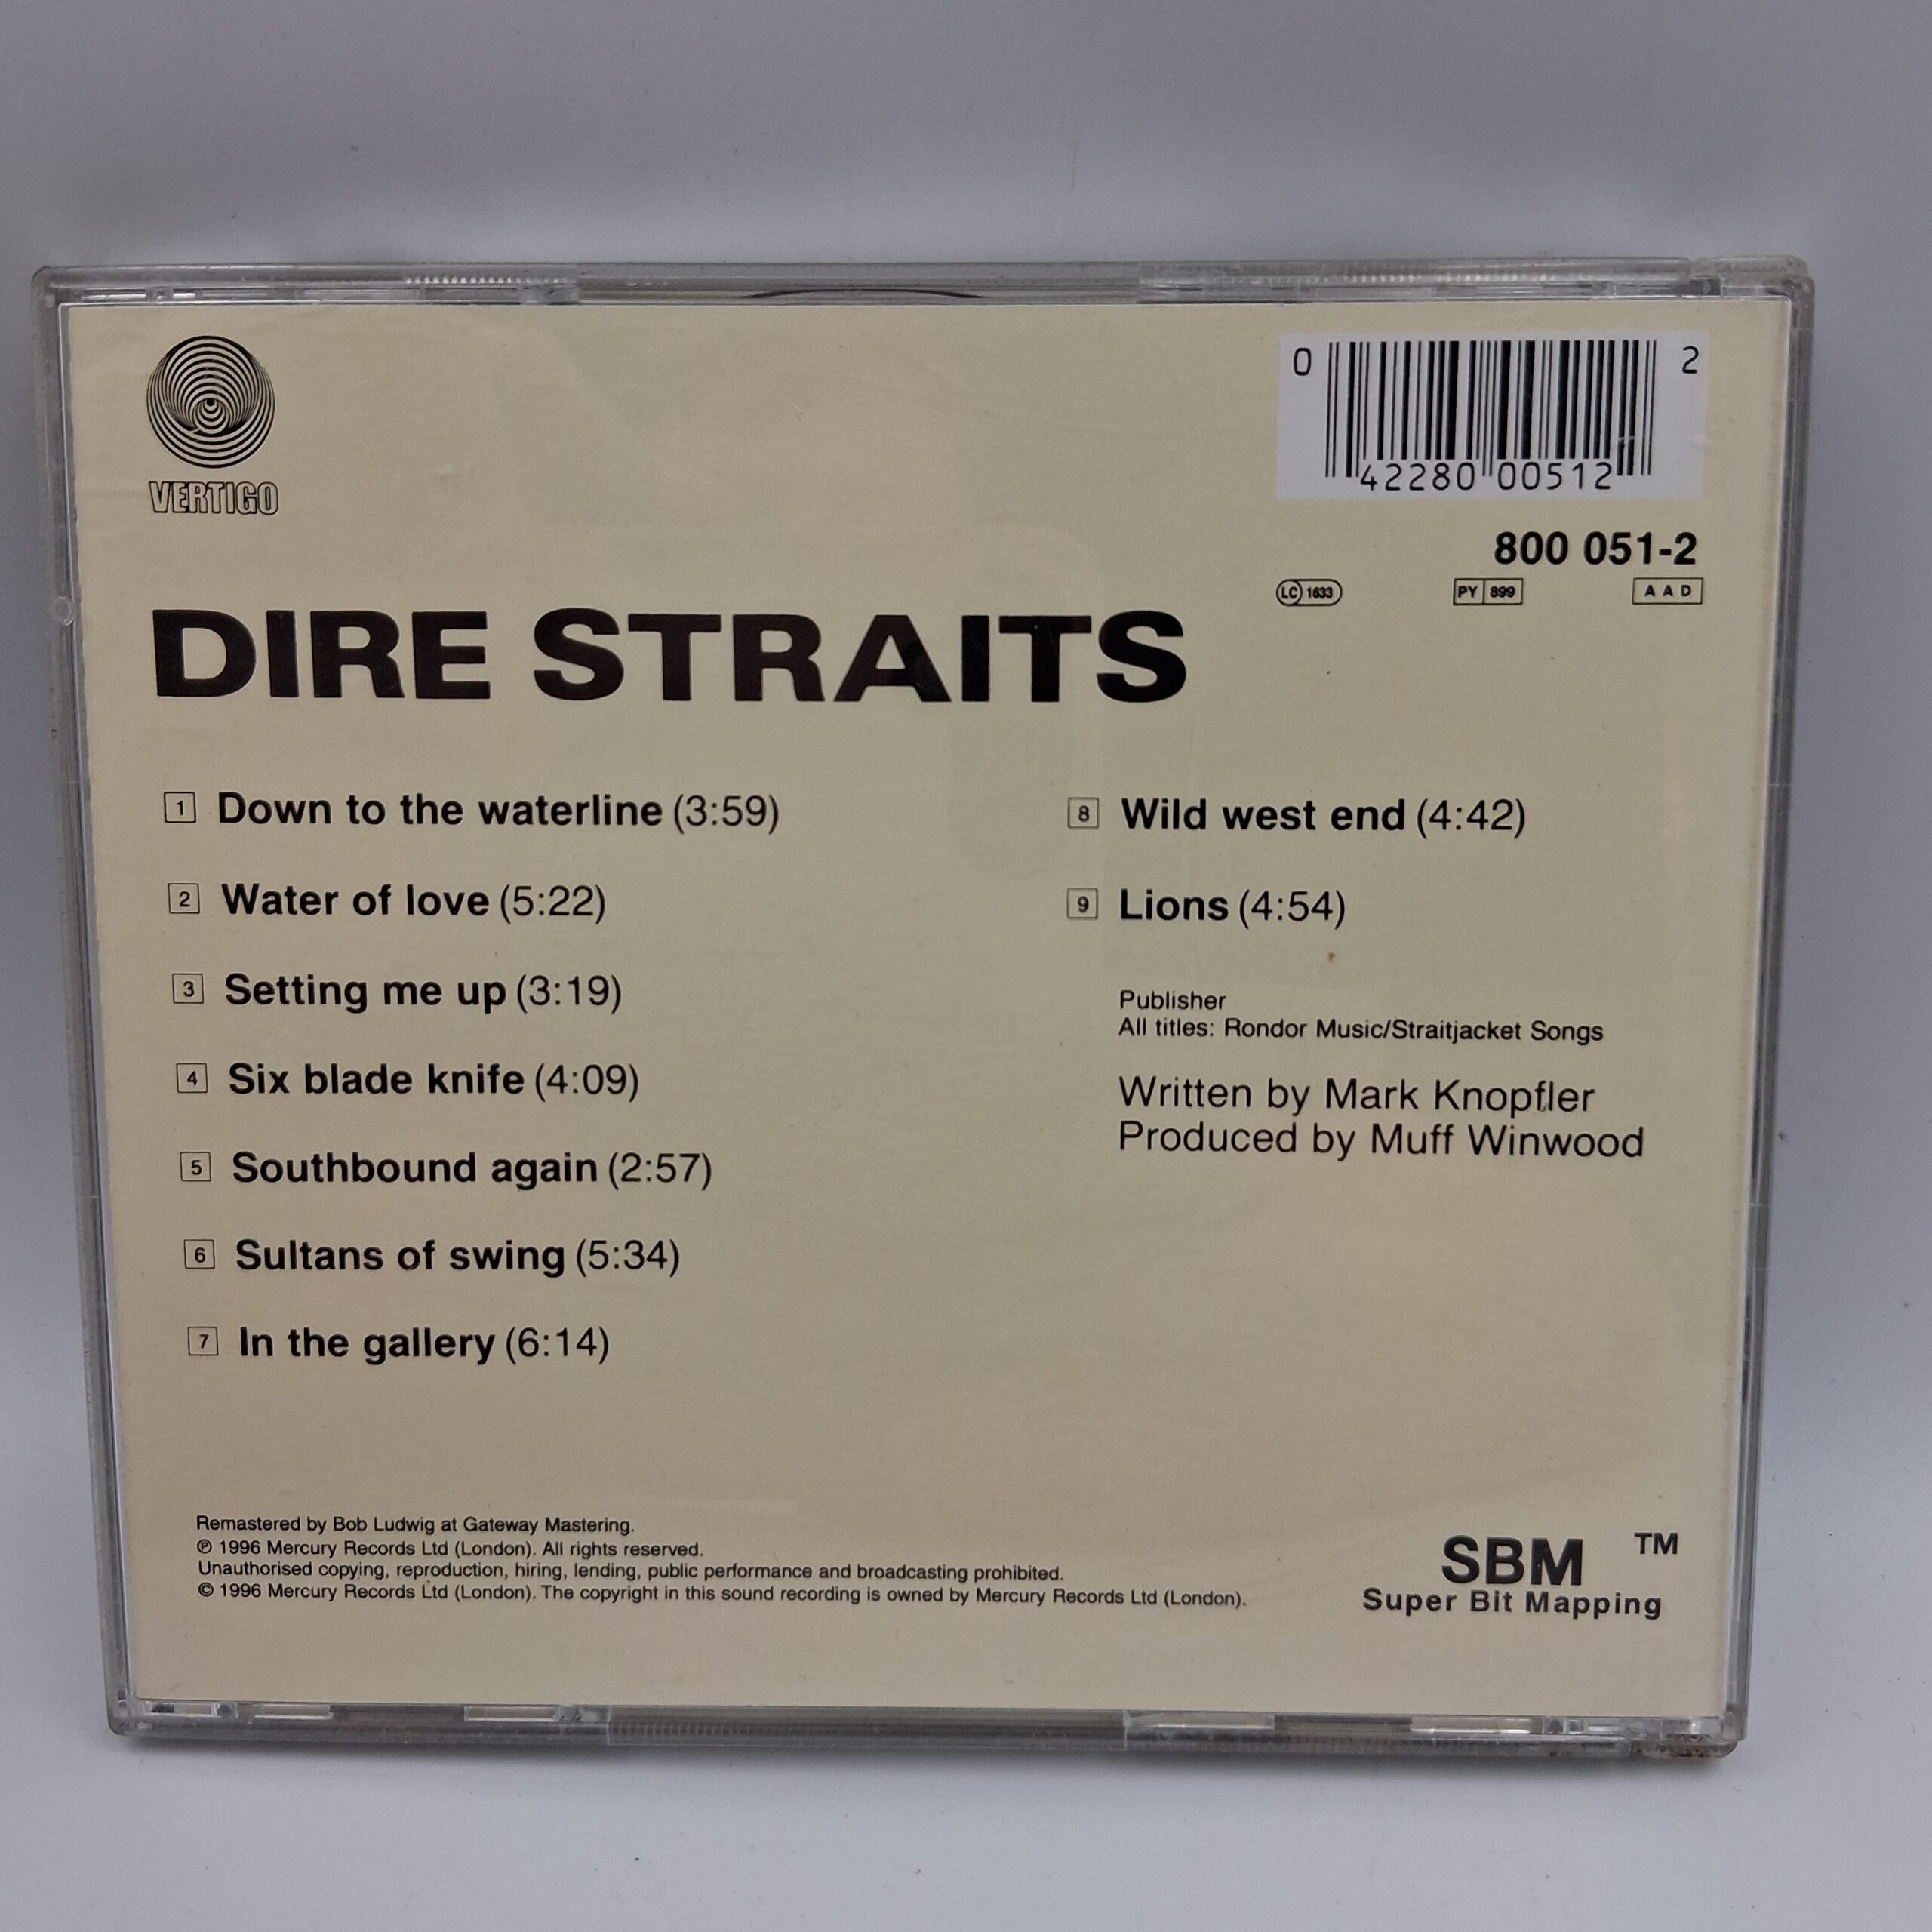 VERTIGO
0 42280 00512 2
800 051-2
LC 1633 PY 899 A A D
DIRE STRAITS
1 Down to the waterline (3:59)
2 Water of love (5:22)
3 Setting me up (3:19)
4 Six blade knife (4:09)
5 Southbound again (2:57)
6 Sultans of swing (5:34)
7 In the gallery (6:14)
8 Wild west end (4:42)
9 Lions (4:54)
Publisher
All titles: Rondor Music/Straitjacket Songs
Written by Mark Knopfler
Produced by Muff Winwood
Remastered by Bob Ludwig at Gateway Mastering.
℗ 1996 Mercury Records Ltd (London). All rights reserved.
Unauthorised copying, reproduction, hiring, lending, public performance and broadcasting prohibited.
© 1996 Mercury Records Ltd (London). The copyright in this sound recording is owned by Mercury Records Ltd (London).
SBM TM
Super Bit Mapping